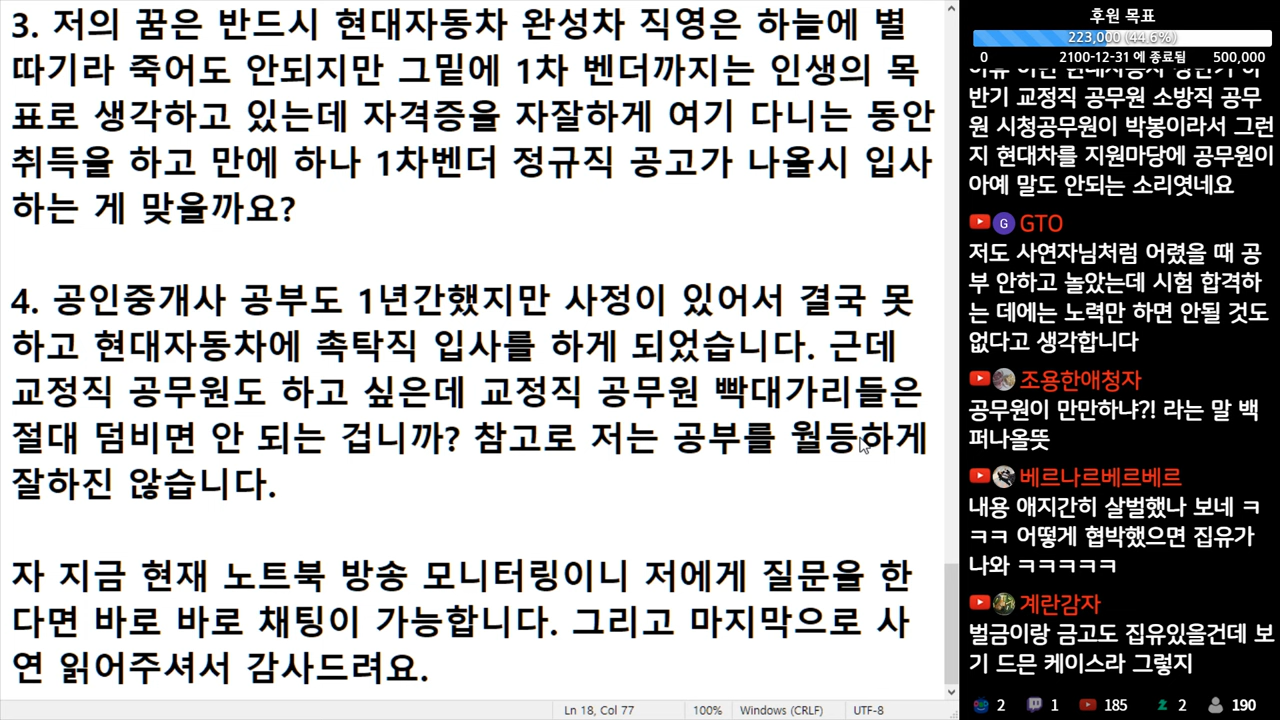 3. 저의 꿈은 반드시 현대자동차 완성차 직영은 하늘에 별
따기라 죽어도 안되지만 그밑에 1차 벤더까지는 인생의 목
표로 생각하고 있는데 자격증을 자잘하게 여기 다니는 동안
취득을 하고 만에 하나 1차벤더 정규직 공고가 나올시 입사
하는 게 맞을까요?
4. 공인중개사 공부도 1년간했지만 사정이 있어서 결국 못
하고 현대자동차에 촉탁직 입사를 하게 되었습니다. 근데
교정직 공무원도 하고 싶은데 교정직 공무원 빡대가리들은
절대 덤비면 안 되는 겁니까? 참고로 저는 공부를 월등하게
잘하진 않습니다.
자 지금 현재 노트북 방송 모니터링이니 저에게 질문을 한
다면 바로 바로 채팅이 가능합니다. 그리고 마지막으로 사
연 읽어주셔서 감사드려요.
Ln 18, Col 77
100%
Windows (CRLF)
UTF-8
후원 목표
223,000 (44.6%)
0
2100-12-31 에 종료됨
500,000
반기 교정직 공무원 소방직 공무
원 시청공무원이 박봉이라서 그런
지 현대차를 지원마당에 공무원이
아예 말도 안되는 소리엿네요
G GTO
저도 사연자님처럼 어렸을 때 공
부 안하고 놀았는데 시험 합격하
는 데에는 노력만 하면 안될 것도
없다고 생각합니다
조용한애청자
공무원이 만만하냐?! 라는 말 백
퍼나올뜻
베르나르베르베르
내용 애지간히 살벌했나 보네 ㅋ
ㅋㅋ 어떻게 협박했으면 집유가
나와 ㅋㅋㅋㅋㅋ
계란감자
벌금이랑 금고도 집유있을건데 보
기 드믄 케이스라 그렇지
2
1
185
2
190